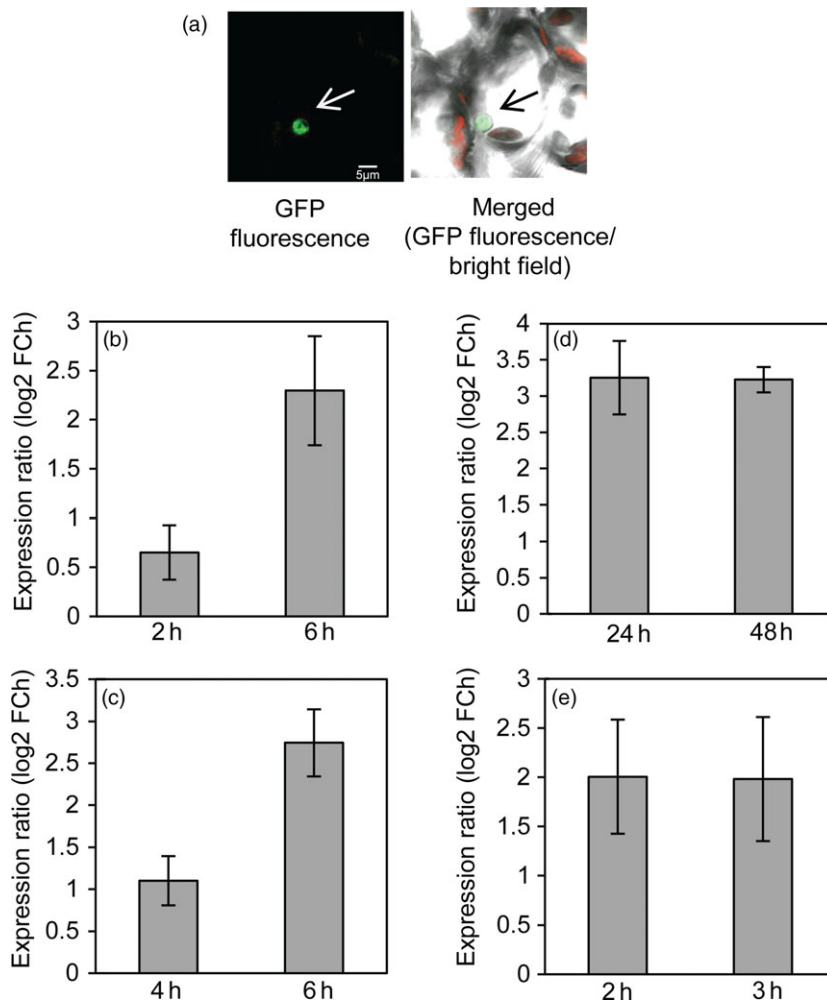 (a)
5µm
GFP
fluorescence
Merged
(GFP fluorescence/
bright field)
(b)
Expression ratio (log2 FCh)
3
2.5
2
1.5
1
0.5
0
2 h
6 h
(d)
Expression ratio (log2 FCh)
4
3.5
3
2.5
2
1.5
1
0.5
0
24 h
48 h
(c)
Expression ratio (log2 FCh)
3.5
3
2.5
2
1.5
1
0.5
0
4 h
6 h
(e)
Expression ratio (log2 FCh)
3
2.5
2
1.5
1
0.5
0
2 h
3 h